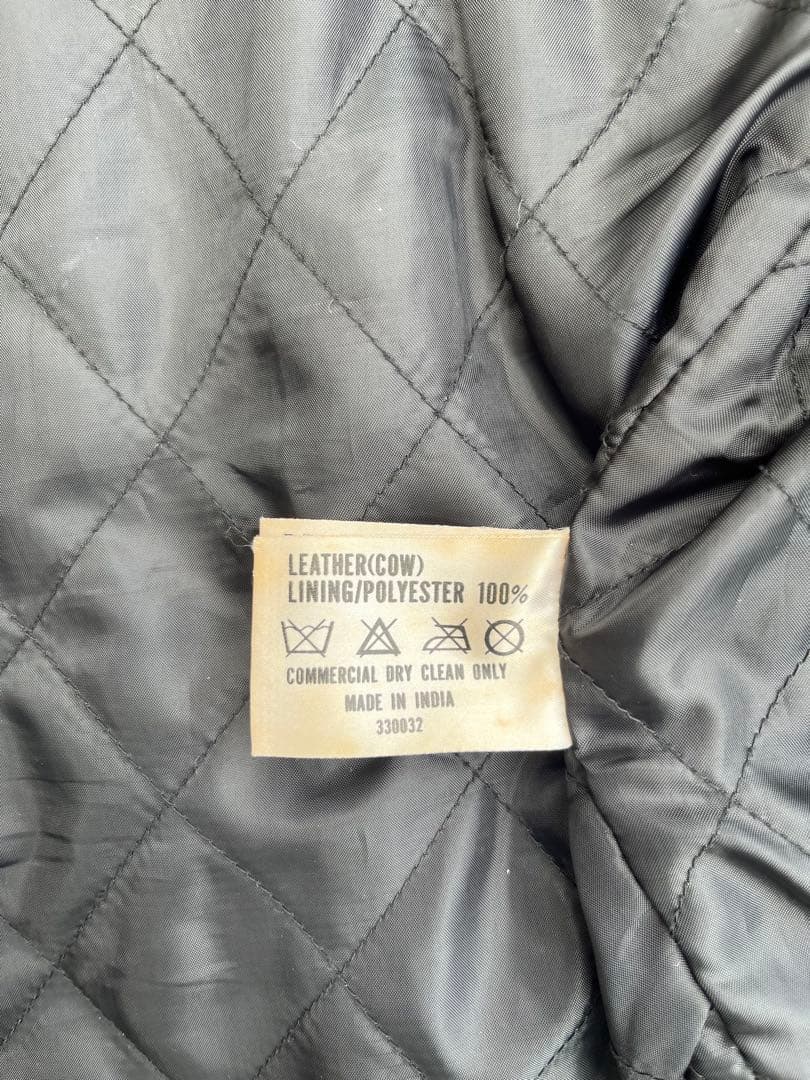 LEATHER(COW)
LINING/POLYESTER 100%
COMMERCIAL DRY CLEAN ONLY
MADE IN INDIA
330032